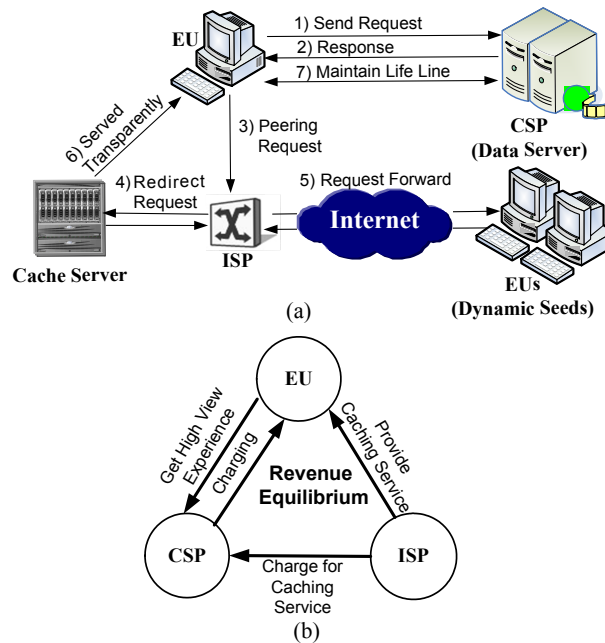 EU
1) Send Request
2) Response
7) Maintain Life Line
CSP
(Data Server)
6) Served
Transparently
3) Peering
Request
4) Redirect
Request
5) Request Forward
Internet
Cache Server
ISP
EUs
(Dynamic Seeds)
(a)
EU
Get High View
Experience
Charging
Provide
Caching Service
Revenue
Equilibrium
CSP
ISP
Charge for
Caching
Service
(b)